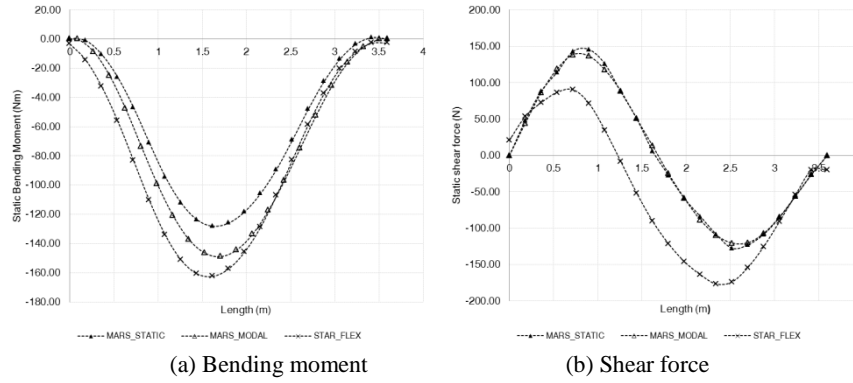 20.00
0.00
-20.00
-40.00
-60.00
-80.00
-100.00
-120.00
-140.00
-160.00
-180.00
0 0.5 1 1.5 2 2.5 3 3.5 4
Static Bending Moment (Nm)
Length (m)
MARS_STATIC MARS_MODAL STAR_FLEX
(a) Bending moment
200.00
150.00
100.00
50.00
0.00
-50.00
-100.00
-150.00
-200.00
0 0.5 1 1.5 2 2.5 3 3.5 4
Static shear force (N)
Length (m)
MARS_STATIC MARS_MODAL STAR_FLEX
(b) Shear force